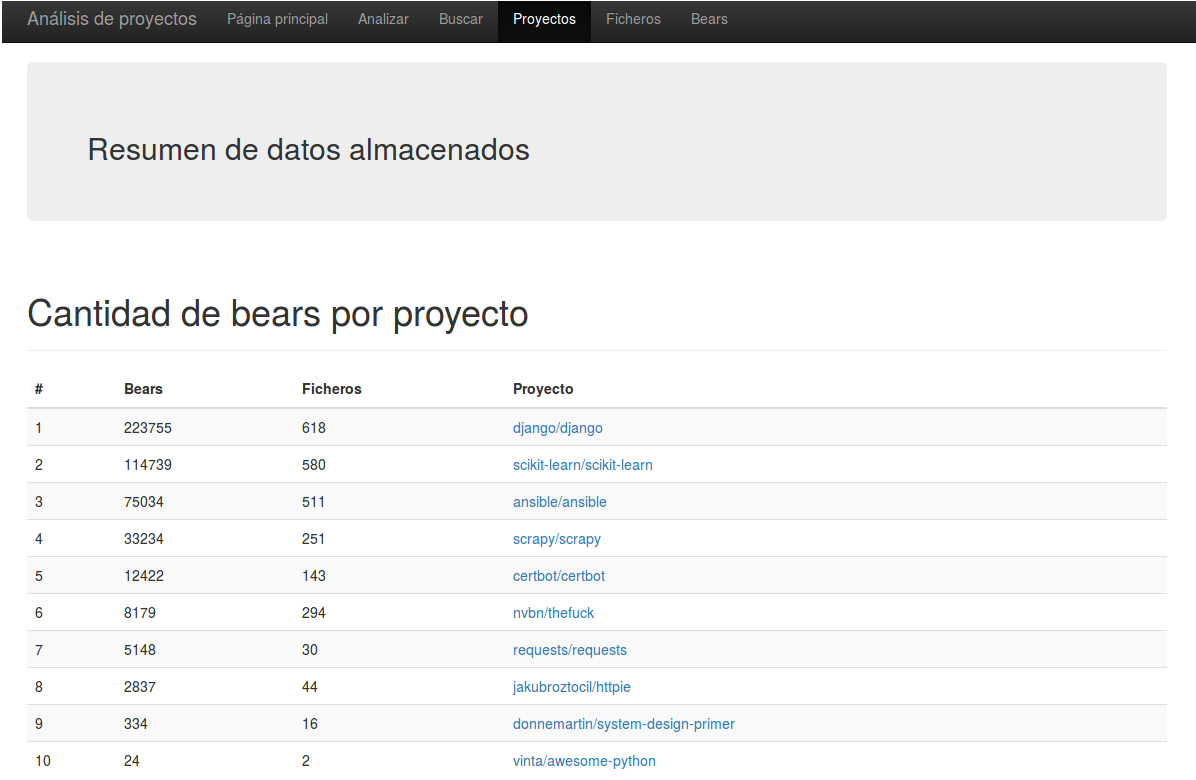 Análisis de proyectos Página principal Analizar Buscar Proyectos Ficheros Bears
Resumen de datos almacenados
Cantidad de bears por proyecto
# Bears Ficheros Proyecto
1 223755 618 django/django
2 114739 580 scikit-learn/scikit-learn
3 75034 511 ansible/ansible
4 33234 251 scrapy/scrapy
5 12422 143 certbot/certbot
6 8179 294 nvbn/thefuck
7 5148 30 requests/requests
8 2837 44 jakubroztocil/httpie
9 334 16 donnemartin/system-design-primer
10 24 2 vinta/awesome-python